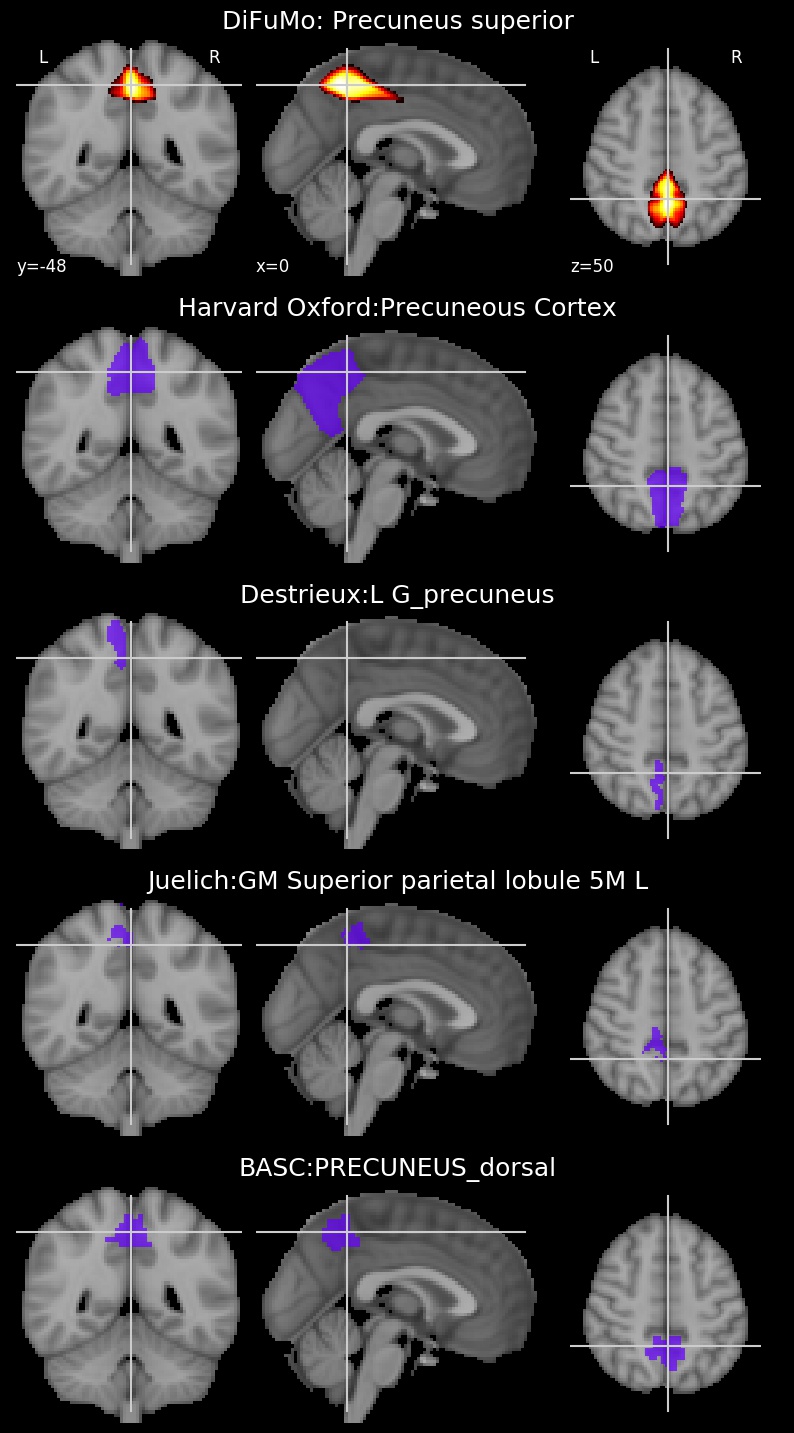 DiFuMo: Precuneus superior
L R L R
y=-48 x=0 z=50
Harvard Oxford:Precuneous Cortex
Destrieux:L G_precuneus
Juelich:GM Superior parietal lobule 5M L
BASC:PRECUNEUS_dorsal